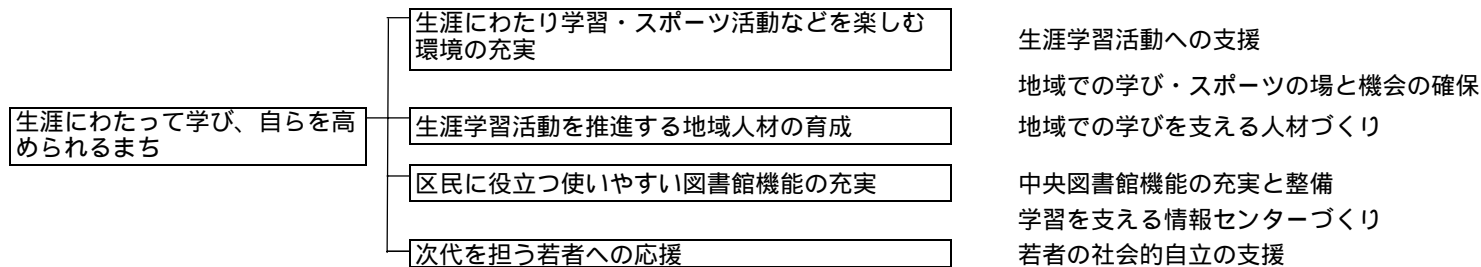 生涯にわたって学び、自らを高
められるまち
生涯にわたり学習・スポーツ活動などを楽しむ
環境の充実
生涯学習活動への支援
地域での学び・スポーツの場と機会の確保
生涯学習活動を推進する地域人材の育成
地域での学びを支える人材づくり
区民に役立つ使いやすい図書館機能の充実
中央図書館機能の充実と整備
学習を支える情報センターづくり
次代を担う若者への応援
若者の社会的自立の支援